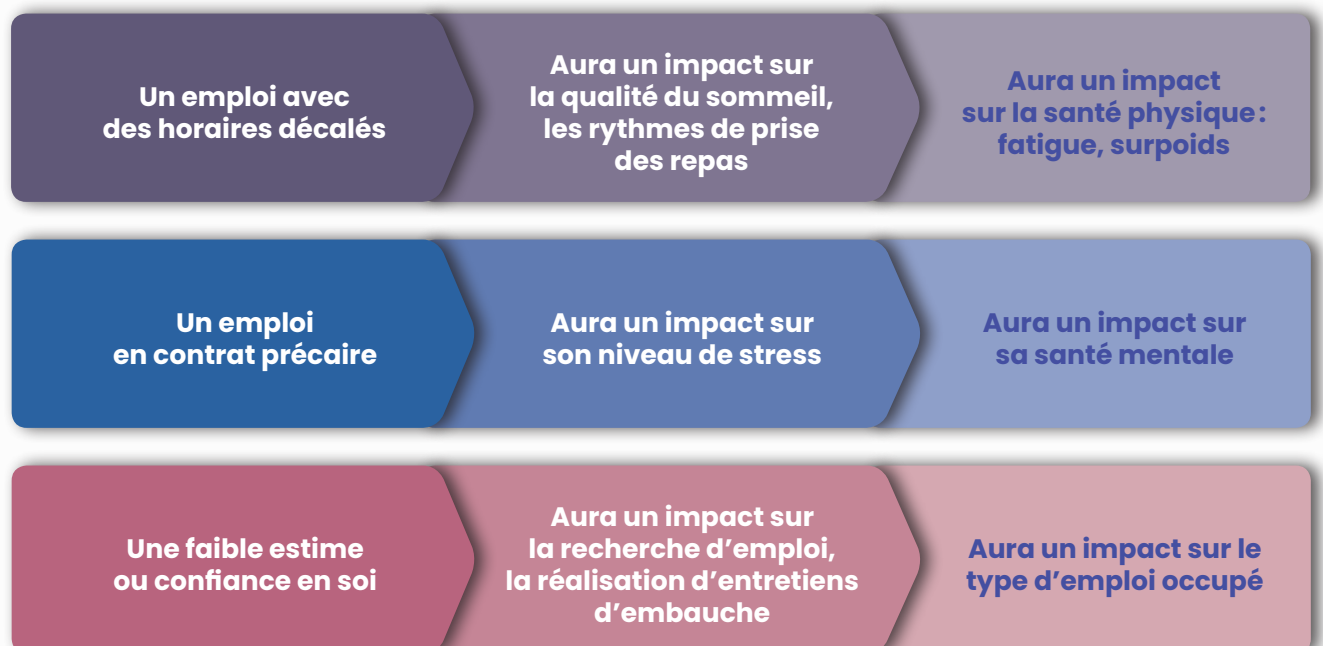 Un emploi avec
des horaires décalés
Aura un impact sur
la qualité du sommeil,
les rythmes de prise
des repas
Aura un impact
sur la santé physique :
fatigue, surpoids
Un emploi
en contrat précaire
Aura un impact sur
son niveau de stress
Aura un impact sur
sa santé mentale
Une faible estime
ou confiance en soi
Aura un impact sur
la recherche d’emploi,
la réalisation d’entretiens
d’embauche
Aura un impact sur le
type d’emploi occupé